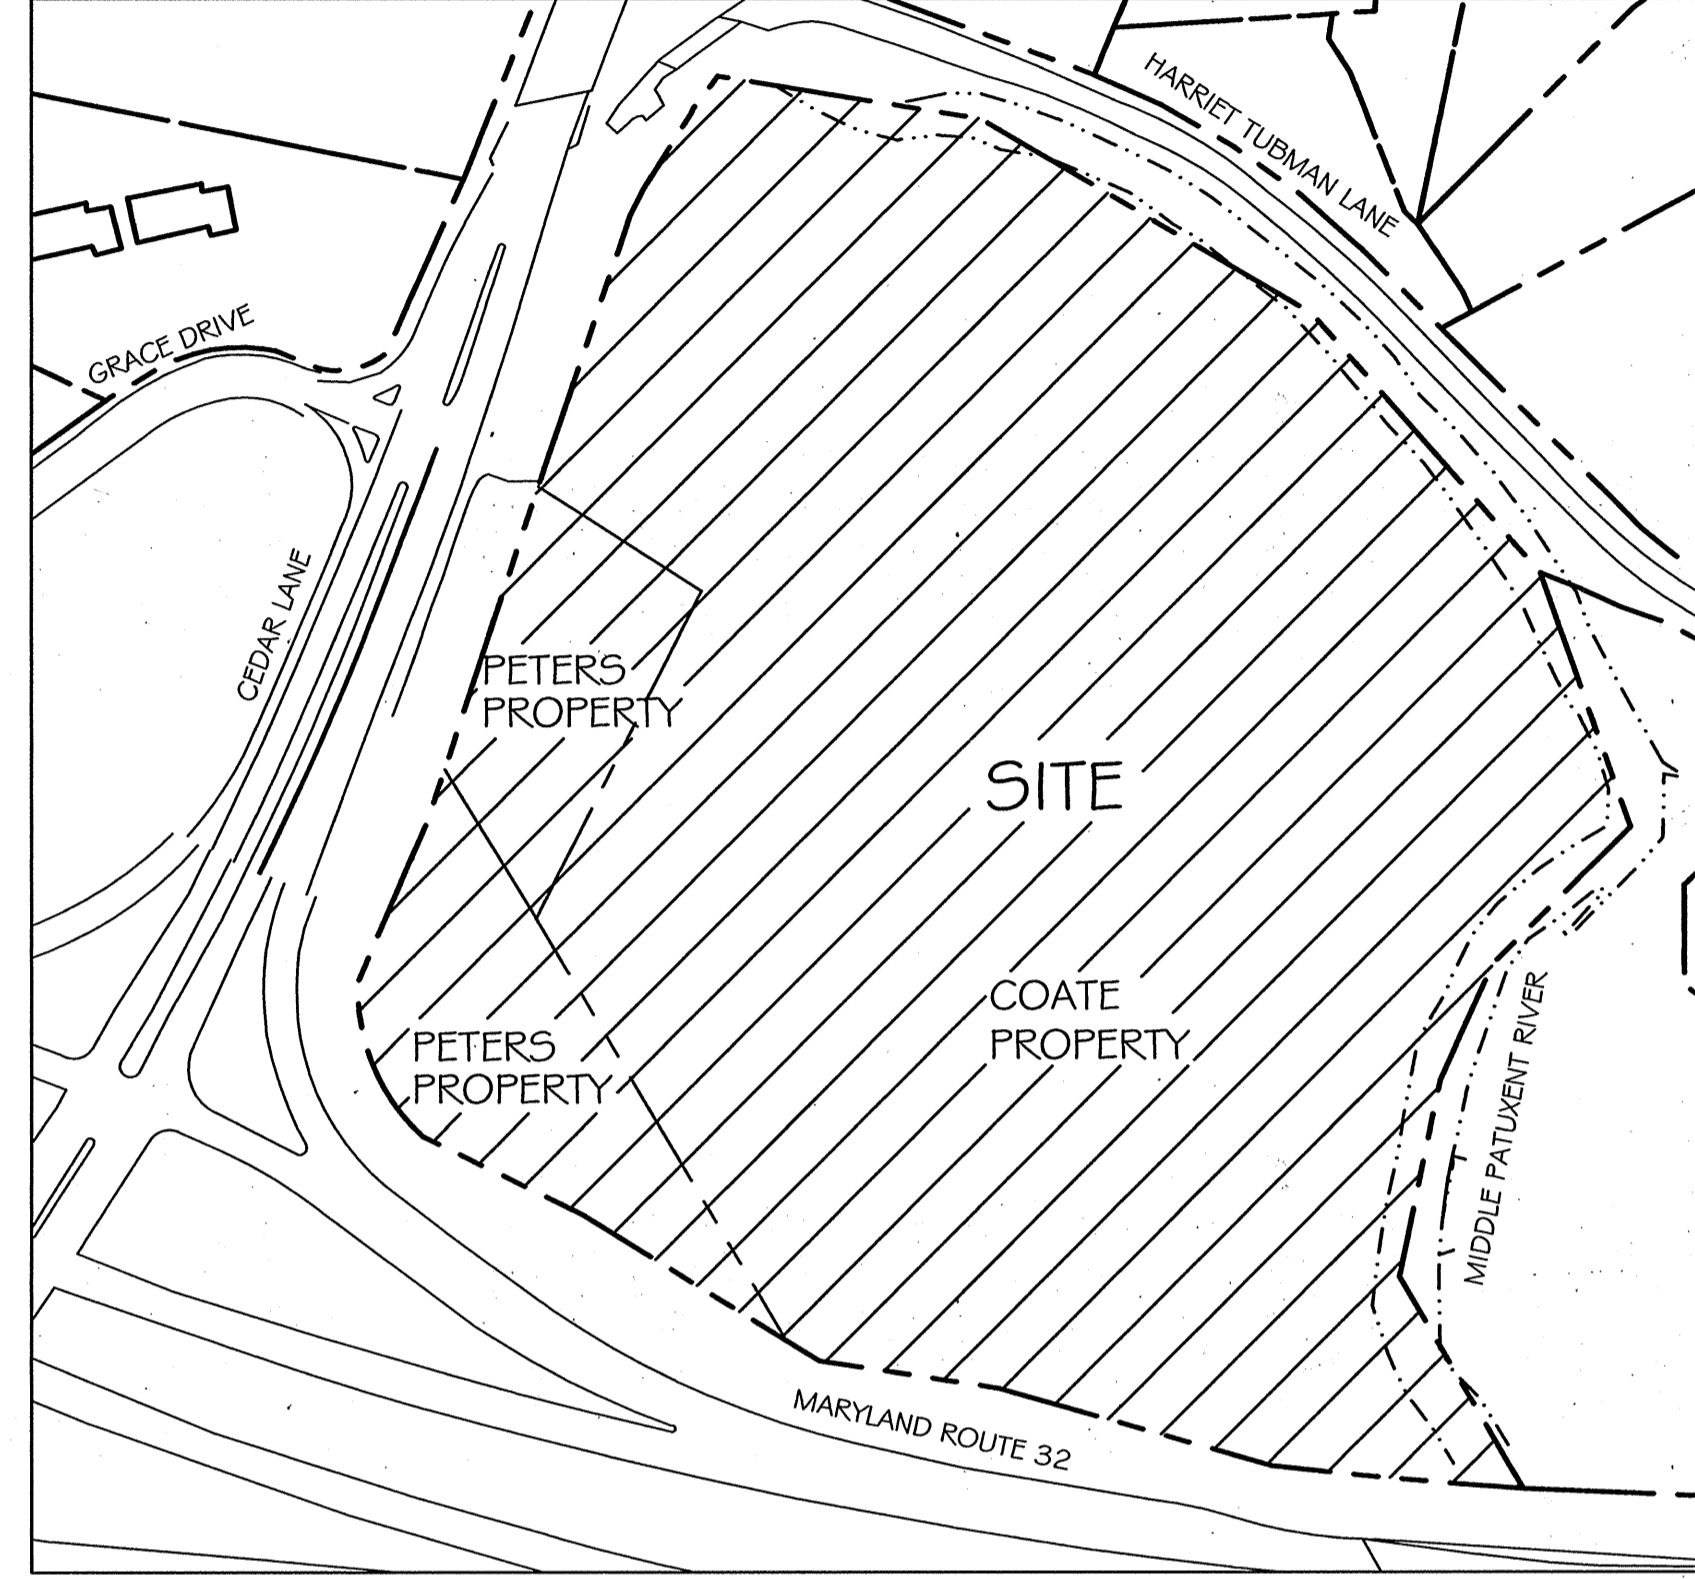 HARRIET TUBMAN LANE
GRACE DRIVE
CEDAR LANE
PETERS
PROPERTY
SITE
COATE
PROPERTY
PETERS
PROPERTY
MIDDLE PATUXENT RIVER
MARYLAND ROUTE 32